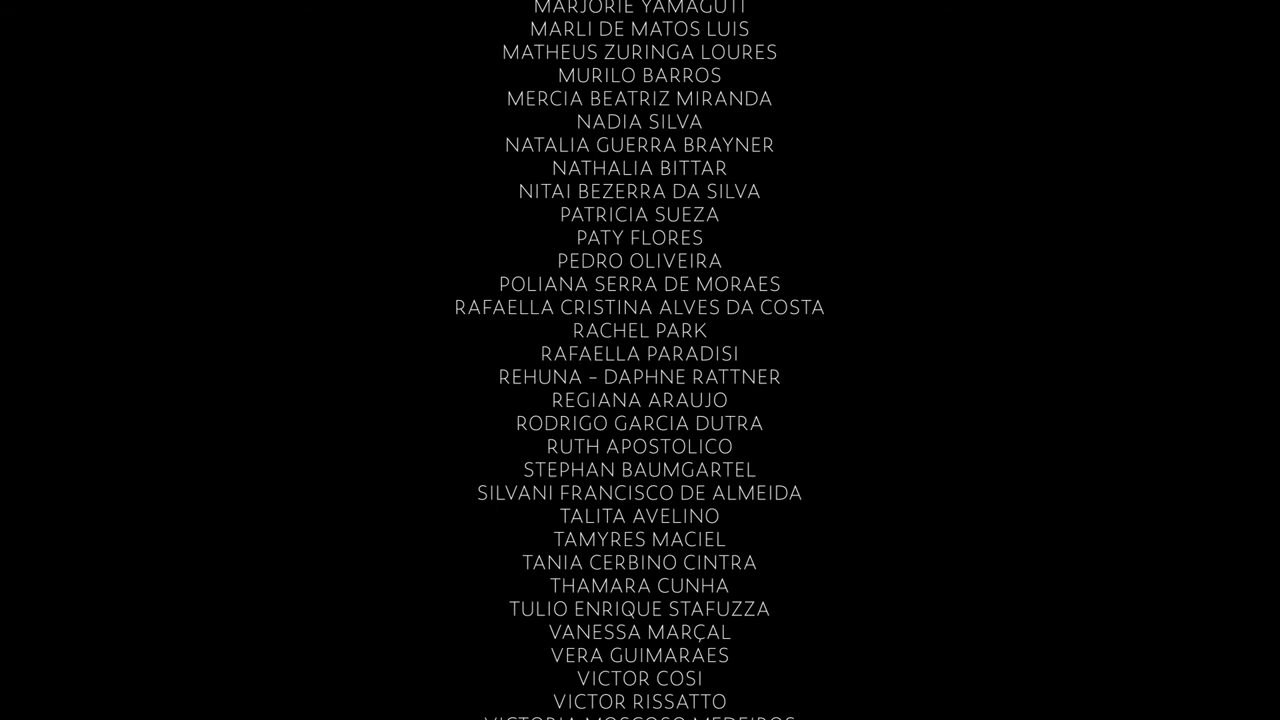 MARJORIE YAMAGUTI
MARLI DE MATOS LUIS
MATHEUS ZURINGA LOURES
MURILO BARROS
MERCIA BEATRIZ MIRANDA
NADIA SILVA
NATALIA GUERRA BRAYNER
NATHALIA BITTAR
NITAI BEZERRA DA SILVA
PATRICIA SUEZA
PATY FLORES
PEDRO OLIVEIRA
POLIANA SERRA DE MORAES
RAFAELLA CRISTINA ALVES DA COSTA
RACHEL PARK
RAFAELLA PARADISI
REHUNA – DAPHNE RATTNER
REGIANA ARAUJO
RODRIGO GARCIA DUTRA
RUTH APOSTOLICO
STEPHAN BAUMGARTEL
SILVANI FRANCISCO DE ALMEIDA
TALITA AVELINO
TAMYRES MACIEL
TANIA CERBINO CINTRA
THAMARA CUNHA
TULIO ENRIQUE STAFUZZA
VANESSA MARÇAL
VERA GUIMARAES
VICTOR COSI
VICTOR RISSATTO
VICTORIA MOSCOSO MEDEIROS